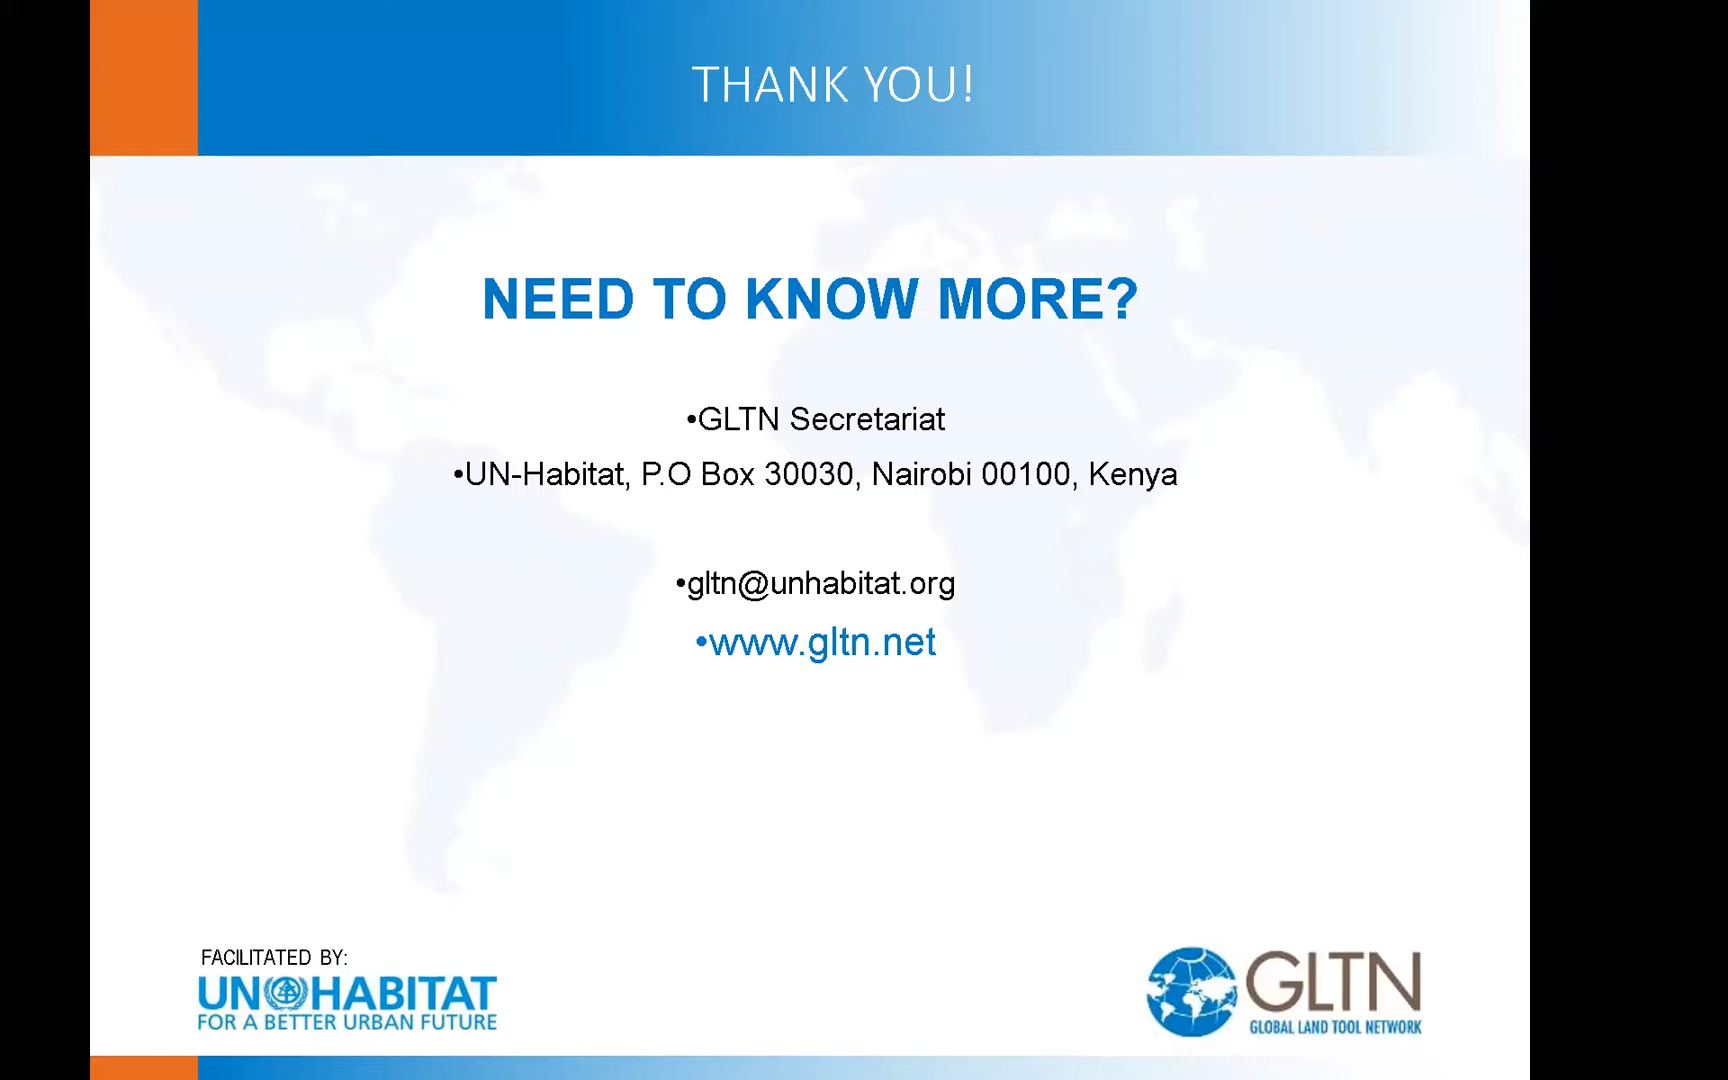 THANK YOU!
NEED TO KNOW MORE?
•GLTN Secretariat
•UN-Habitat, P.O Box 30030, Nairobi 00100, Kenya
•gltn@unhabitat.org
•www.gltn.net
FACILITATED BY:
UN HABITAT
FOR A BETTER URBAN FUTURE
GLTN
GLOBAL LAND TOOL NETWORK